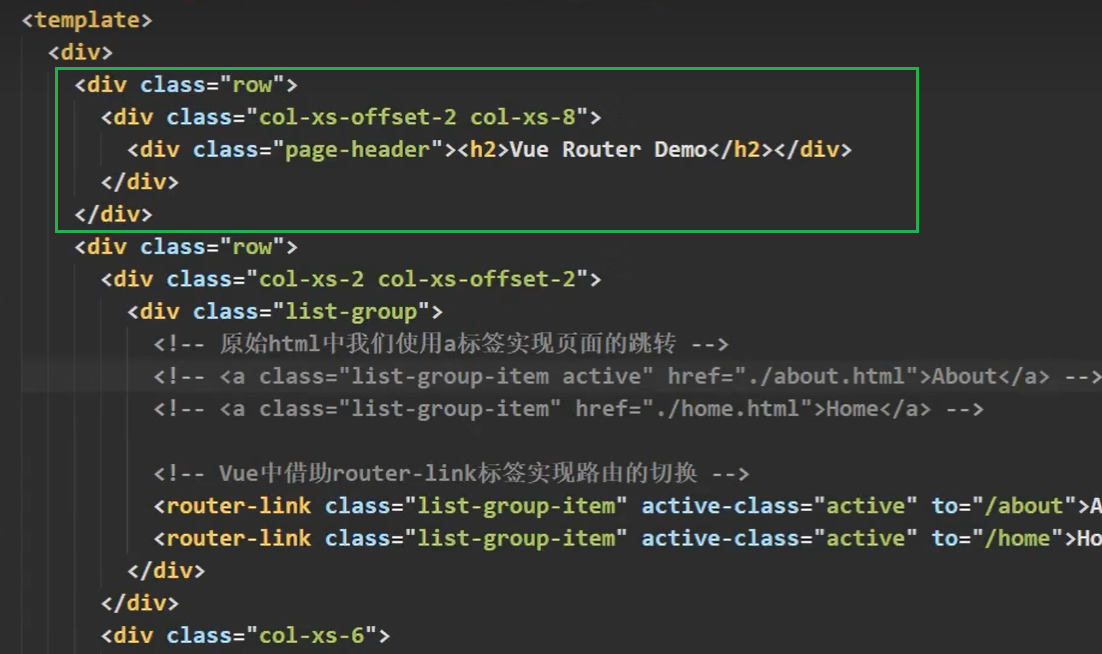 <template>
<div>
<div class="row">
<div class="col-xs-offset-2 col-xs-8">
<div class="page-header"><h2>Vue Router Demo</h2></div>
</div>
</div>
<div class="row">
<div class="col-xs-2 col-xs-offset-2">
<div class="list-group">
<!-- 原始html中我们使用a标签实现页面的跳转 -->
<!-- <a class="list-group-item active" href="./about.html">About</a> -->
<!-- <a class="list-group-item" href="./home.html">Home</a> -->
<!-- Vue中借助router-link标签实现路由的切换 -->
<router-link class="list-group-item" active-class="active" to="/about">A
<router-link class="list-group-item" active-class="active" to="/home">Ho
</div>
</div>
<div class="col-xs-6">